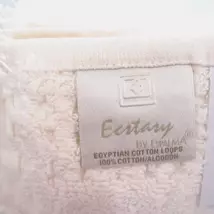 Ecstasy
BY
EGYPTIAN COTTON LOOPS
100% COTTON/ALGODON